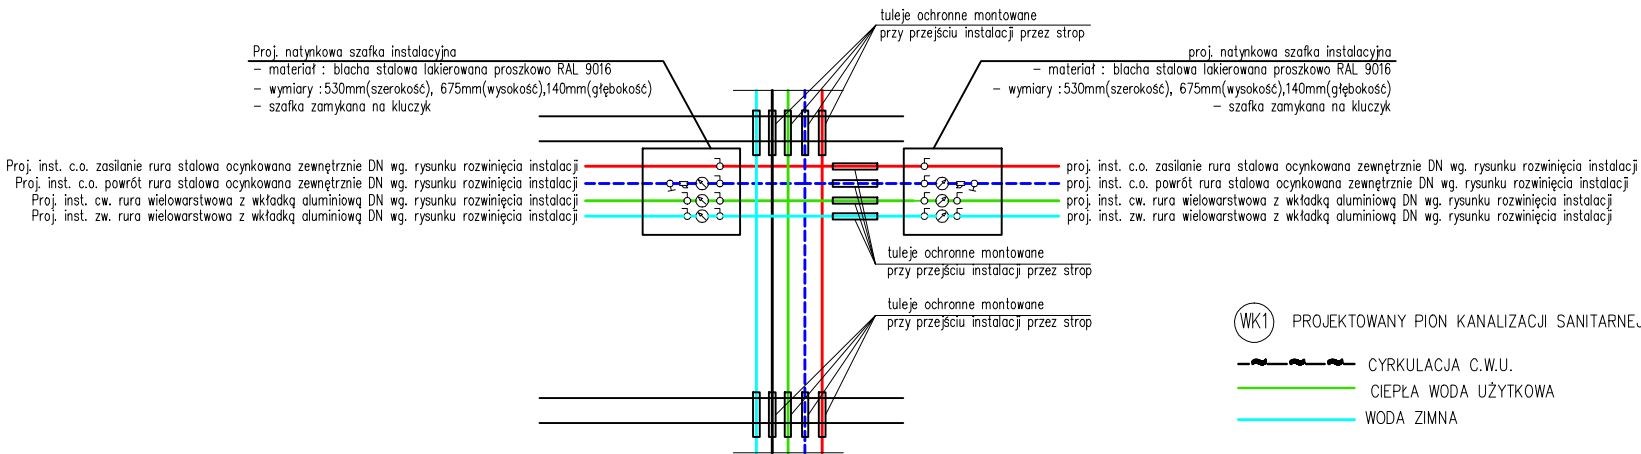 tuleje ochronne montowane
przy przejściu instalacji przez strop
Proj. natynkowa szafka instalacyjna
- materiał : blacha stalowa lakierowana proszkowo RAL 9016
- wymiary :530mm(szerokość), 675mm(wysokość),140mm(głębokość)
- szafka zamykana na kluczyk
proj. natynkowa szafka instalacyjna
- materiał : blacha stalowa lakierowana proszkowo RAL 9016
- wymiary :530mm(szerokość), 675mm(wysokość),140mm(głębokość)
- szafka zamykana na kluczyk
Proj. inst. c.o. zasilanie rura stalowa ocynkowana zewnętrznie DN wg. rysunku rozwinięcia instalacji
Proj. inst. c.o. powrót rura stalowa ocynkowana zewnętrznie DN wg. rysunku rozwinięcia instalacji
Proj. inst. cw. rura wielowarstwowa z wkładką aluminiową DN wg. rysunku rozwinięcia instalacji
Proj. inst. zw. rura wielowarstwowa z wkładką aluminiową DN wg. rysunku rozwinięcia instalacji
proj. inst. c.o. zasilanie rura stalowa ocynkowana zewnętrznie DN wg. rysunku rozwinięcia instalacji
proj. inst. c.o. powrót rura stalowa ocynkowana zewnętrznie DN wg. rysunku rozwinięcia instalacji
proj. inst. cw. rura wielowarstwowa z wkładką aluminiową DN wg. rysunku rozwinięcia instalacji
proj. inst. zw. rura wielowarstwowa z wkładką aluminiową DN wg. rysunku rozwinięcia instalacji
tuleje ochronne montowane
przy przejściu instalacji przez strop
tuleje ochronne montowane
przy przejściu instalacji przez strop
WK1 PROJEKTOWANY PION KANALIZACJI SANITARNEJ
CYRKULACJA C.W.U.
CIEPŁA WODA UŻYTKOWA
WODA ZIMNA